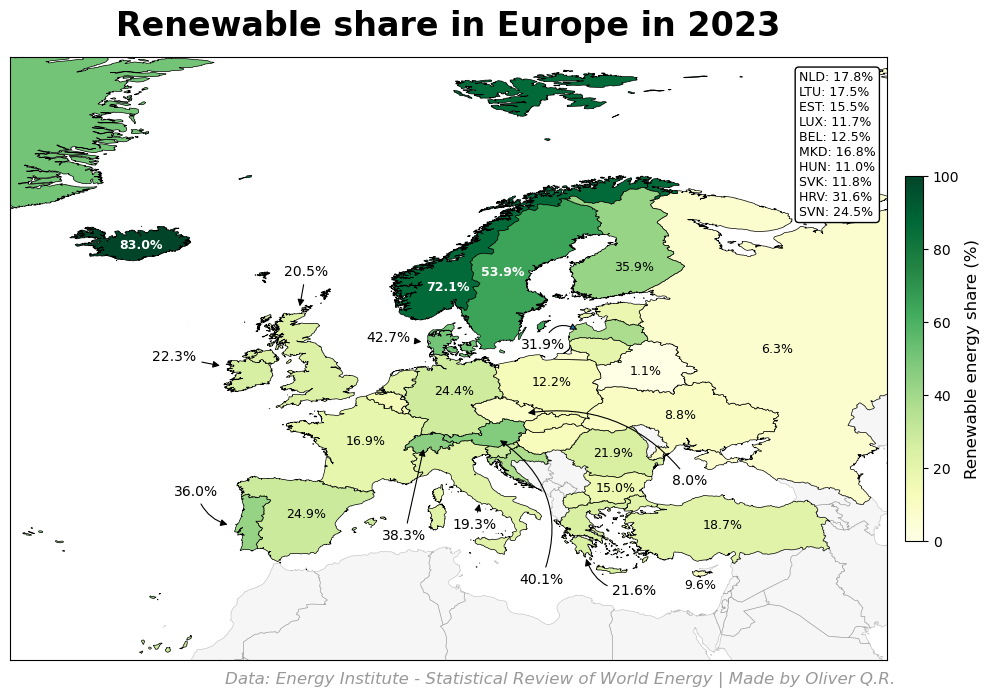 Renewable share in Europe in 2023
NLD: 17.8%
LTU: 17.5%
EST: 15.5%
LUX: 11.7%
BEL: 12.5%
MKD: 16.8%
HUN: 11.0%
SVK: 11.8%
HRV: 31.6%
SVN: 24.5%
100
80
60
40
20
0
Renewable energy share (%)
83.0%
20.5%
53.9%
35.9%
72.1%
42.7%
31.9%
6.3%
22.3%
1.1%
24.4%
12.2%
8.8%
16.9%
21.9%
8.0%
36.0%
15.0%
24.9%
19.3%
18.7%
38.3%
40.1%
21.6%
9.6%
Data: Energy Institute - Statistical Review of World Energy | Made by Oliver Q.R.